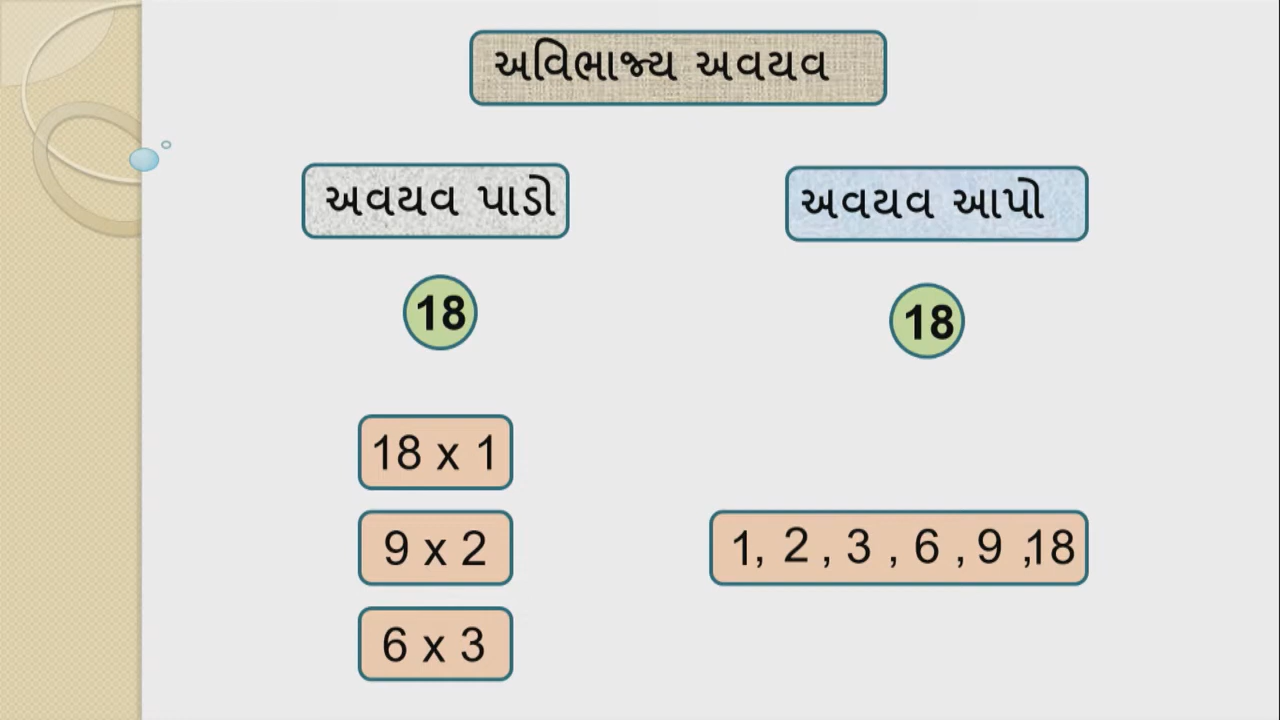 અવિભાજ્ય અવયવ
અવયવ પાડો
અવયવ આપો
18
18
18 x 1
9 x 2
1, 2 , 3 , 6 , 9 ,18
6 x 3